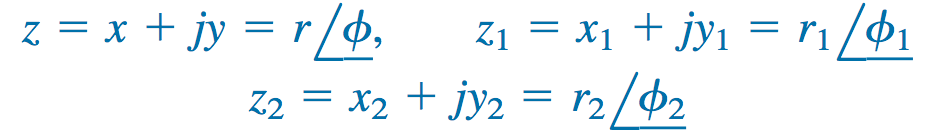 z = x + jy = r∠ϕ, z₁ = x₁ + jy₁ = r₁∠ϕ₁
z₂ = x₂ + jy₂ = r₂∠ϕ₂